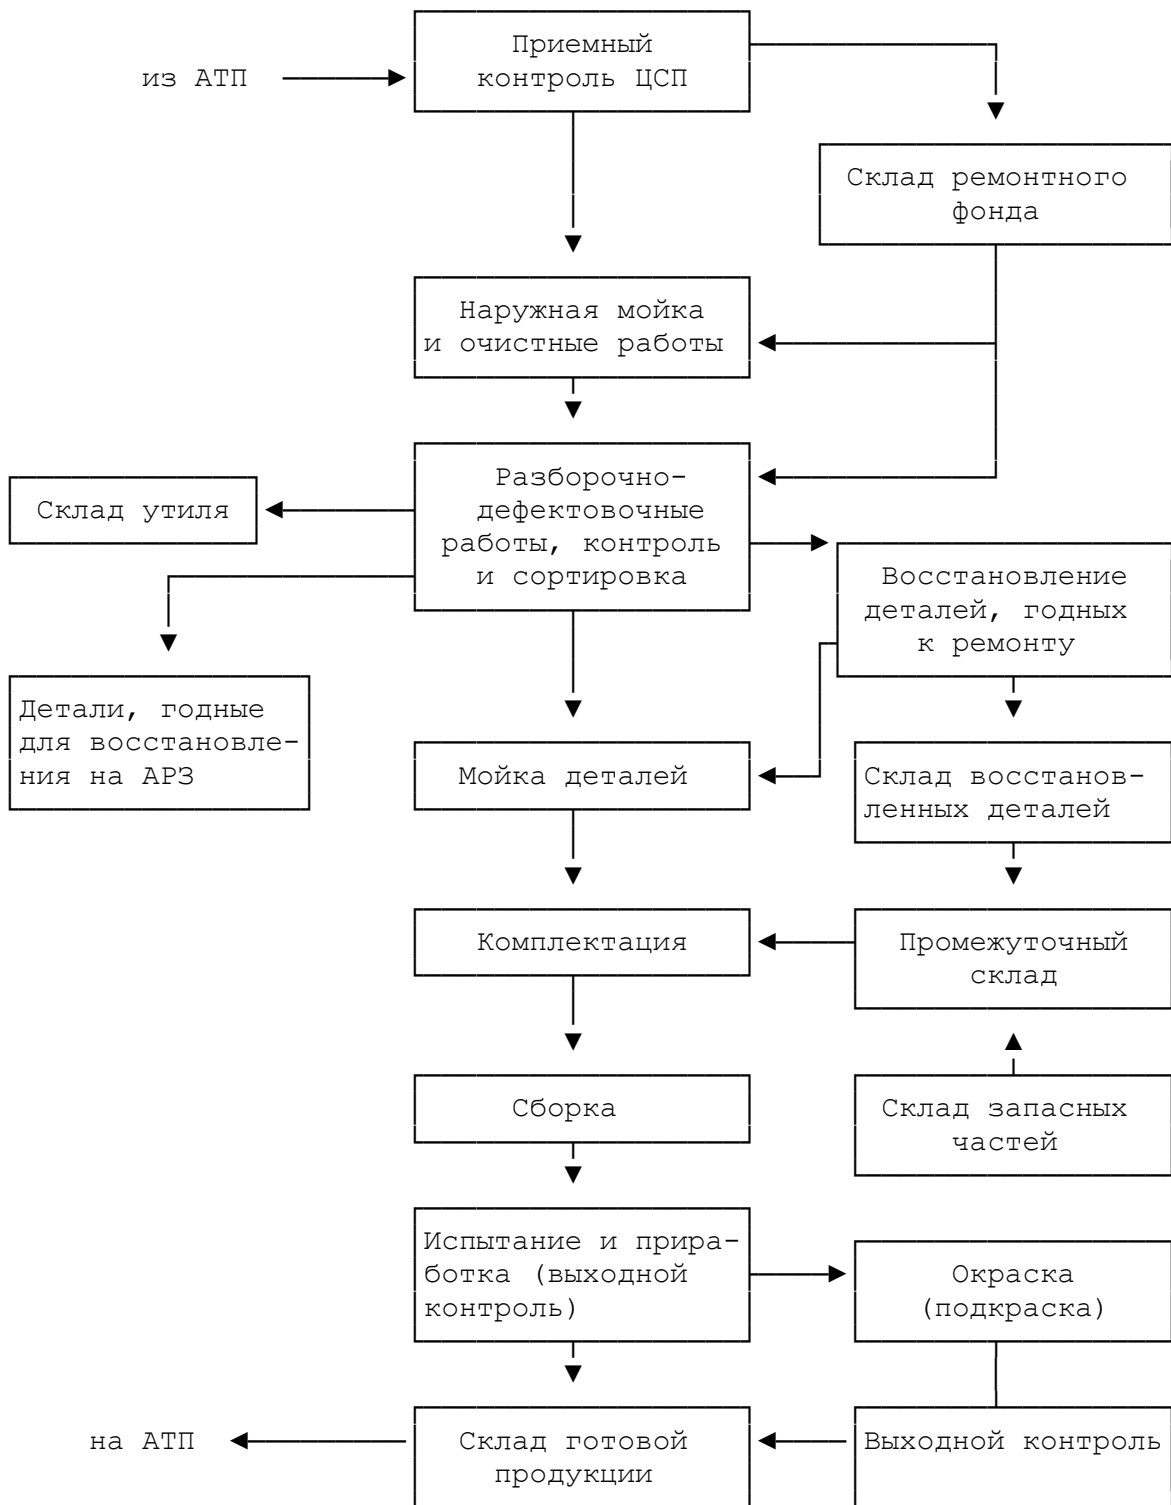 Приемный
контроль ЦСП
из АТП
Склад ремонтного
фонда
Наружная мойка
и очистные работы
Разборочно-
дефектовочные
работы, контроль
и сортировка
Склад утиля
Восстановление
деталей, годных
к ремонту
Детали, годные
для восстановле-
ния на АРЗ
Мойка деталей
Склад восстанов-
ленных деталей
Комплектация
Промежуточный
склад
Сборка
Склад запасных
частей
Испытание и прира-
ботка (выходной
контроль)
Окраска
(подкраска)
на АТП
Склад готовой
продукции
Выходной контроль